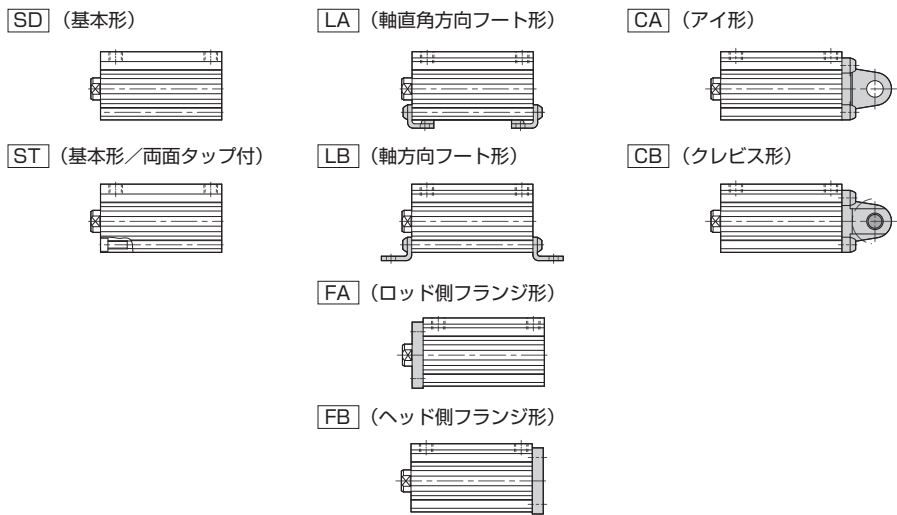 SD (基本形)
LA (軸直角方向フート形)
CA (アイ形)
ST (基本形／両面タップ付)
LB (軸方向フート形)
CB (クレビス形)
FA (ロッド側フランジ形)
FB (ヘッド側フランジ形)